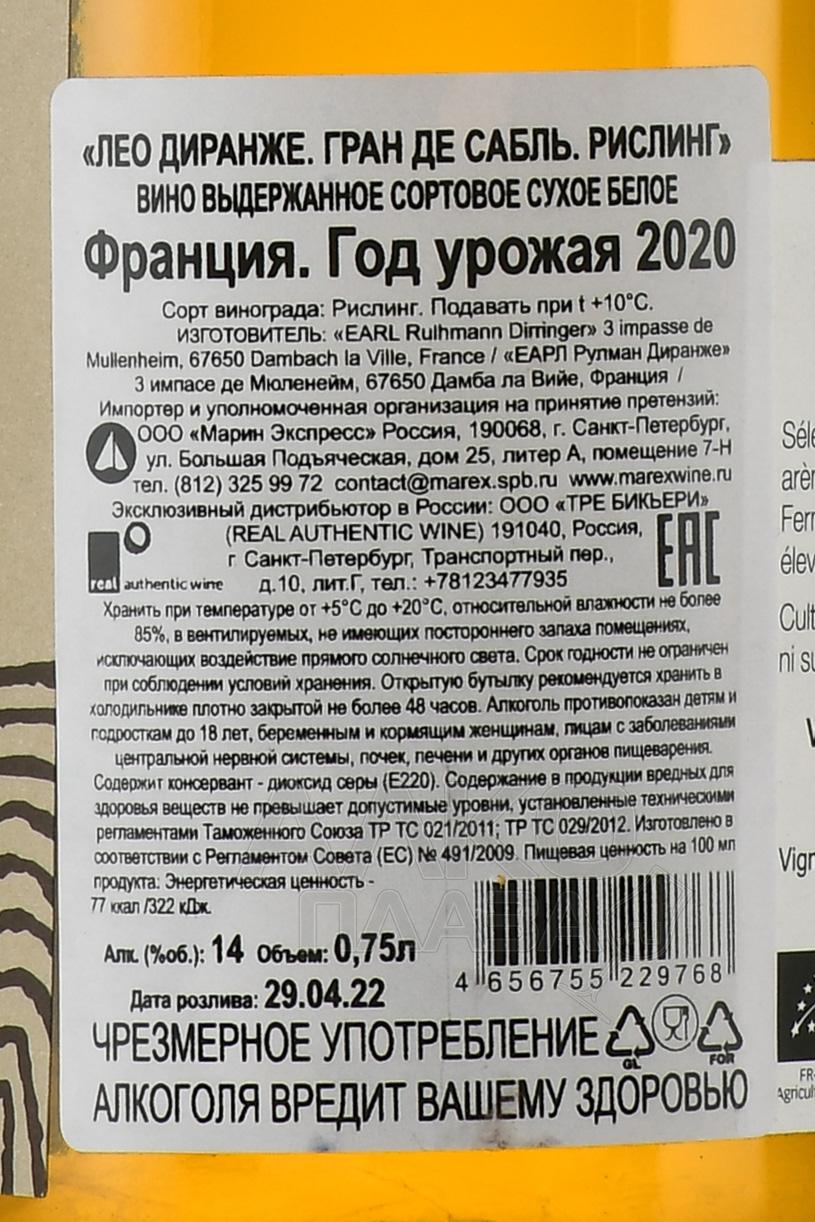 «ЛЕО ДИРАНЖЕ. ГРАН ДЕ САБЛЬ. РИСЛИНГ»
ВИНО ВЫДЕРЖАННОЕ СОРТОВОЕ СУХОЕ БЕЛОЕ
Франция. Год урожая 2020
Сорт винограда: Рислинг. Подавать при t +10°C.
ИЗГОТОВИТЕЛЬ: «EARL Rulhmann Dirringer» 3 impasse de
Mullenheim, 67650 Dambach la Ville, France / «ЕАРЛ Рулман Диранже»
3 импасе де Мюленейм, 67650 Дамба ла Вийе, Франция /
Импортер и уполномоченная организация на принятие претензий:
ООО «Марин Экспресс» Россия, 190068, г. Санкт-Петербург,
ул. Большая Подъяческая, дом 25, литер А, помещение 7-Н
тел. (812) 325 99 72 contact@marex.spb.ru www.marexwine.ru
Эксклюзивный дистрибьютор в России: ООО «ТРЕ БИКЬЕРИ»
(REAL AUTHENTIC WINE) 191040, Россия,
г Санкт-Петербург, Транспортный пер.,
real authentic wine д.10, лит.Г, тел.: +78123477935
EAC
Хранить при температуре от +5°C до +20°C, относительной влажности не более
85%, в вентилируемых, не имеющих постороннего запаха помещениях,
исключающих воздействие прямого солнечного света. Срок годности не ограничен
при соблюдении условий хранения. Открытую бутылку рекомендуется хранить в
холодильнике плотно закрытой не более 48 часов. Алкоголь противопоказан детям и
подросткам до 18 лет, беременным и кормящим женщинам, лицам с заболеваниями
центральной нервной системы, почек, печени и других органов пищеварения.
Содержит консервант - диоксид серы (E220). Содержание в продукции вредных для
здоровья веществ не превышает допустимые уровни, установленные техническими
регламентами Таможенного Союза ТР ТС 021/2011; ТР ТС 029/2012. Изготовлено в
соответствии с Регламентом Совета (ЕС) № 491/2009. Пищевая ценность на 100 мл
продукта: Энергетическая ценность -
77 ккал /322 кДж.
Алк. (%об.): 14 Объем: 0,75л
4 656755 229768
Дата розлива: 29.04.22
ЧРЕЗМЕРНОЕ УПОТРЕБЛЕНИЕ
GL FOR
АЛКОГОЛЯ ВРЕДИТ ВАШЕМУ ЗДОРОВЬЮ
Séle
arèn
Ferm
élev
Cult
ni su
V
Vign
FR-
Agricul